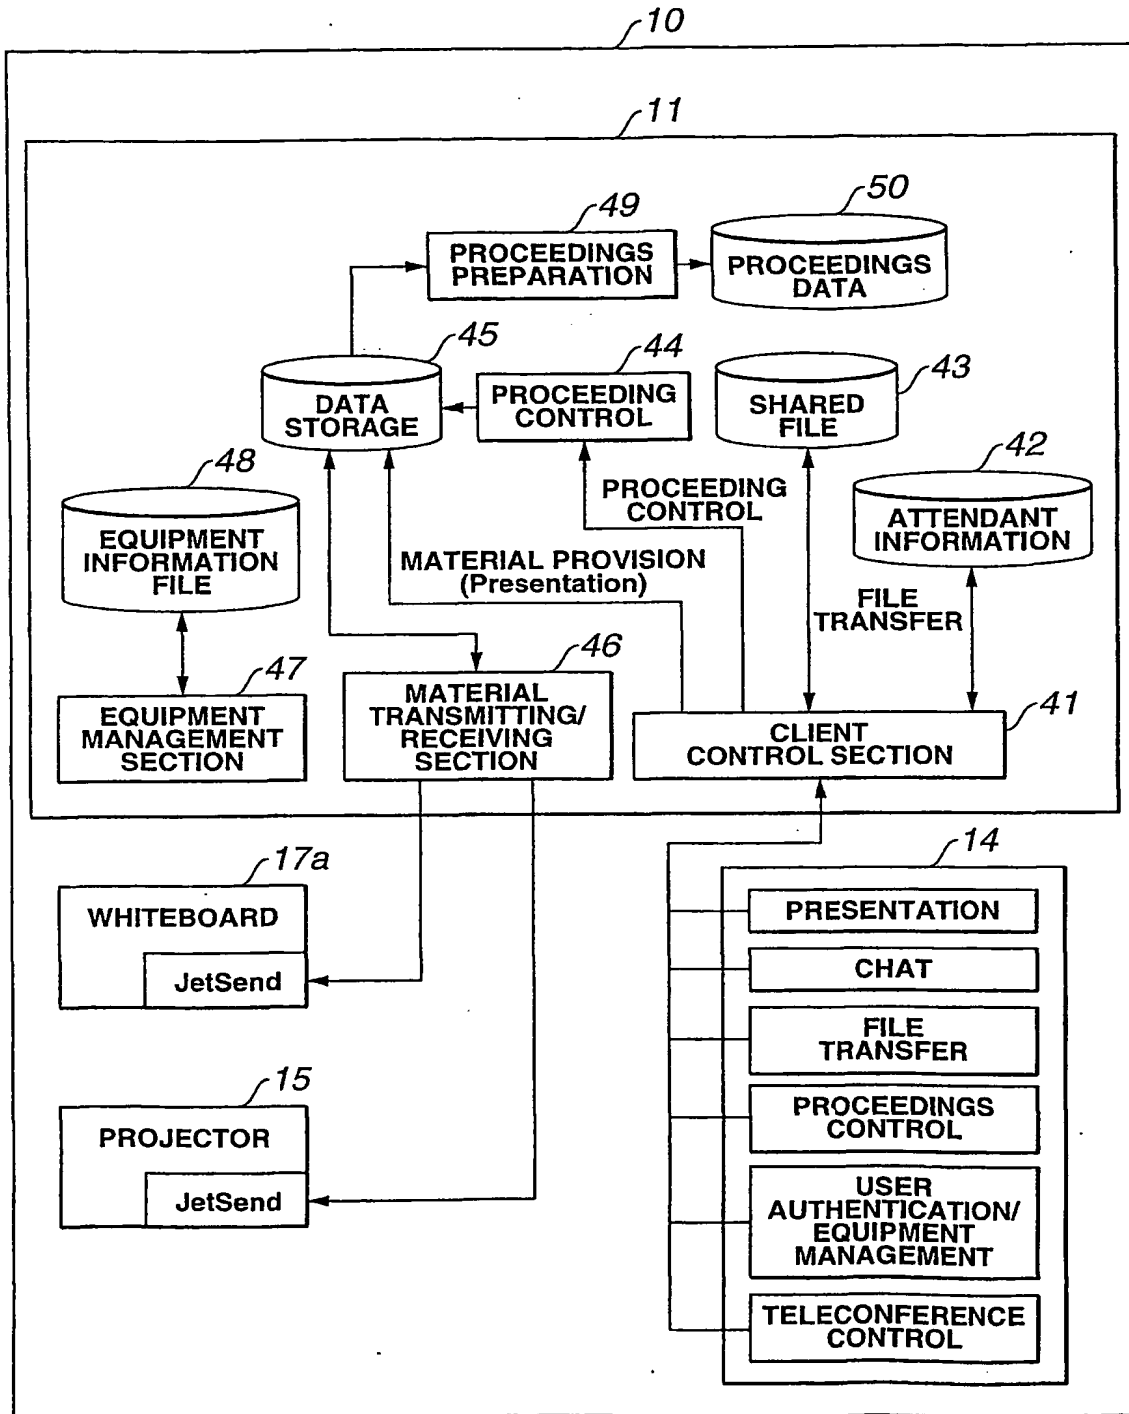 10
11
49
50
PROCEEDINGS
PREPARATION
PROCEEDINGS
DATA
45
44
43
DATA
STORAGE
PROCEEDING
CONTROL
SHARED
FILE
48
42
EQUIPMENT
INFORMATION
FILE
PROCEEDING
CONTROL
ATTENDANT
INFORMATION
MATERIAL PROVISION
(Presentation)
FILE
TRANSFER
47
46
41
EQUIPMENT
MANAGEMENT
SECTION
MATERIAL
TRANSMITTING/
RECEIVING
SECTION
CLIENT
CONTROL SECTION
17a
14
WHITEBOARD
JetSend
PRESENTATION
CHAT
FILE
TRANSFER
15
PROJECTOR
JetSend
PROCEEDINGS
CONTROL
USER
AUTHENTICATION/
EQUIPMENT
MANAGEMENT
TELECONFERENCE
CONTROL